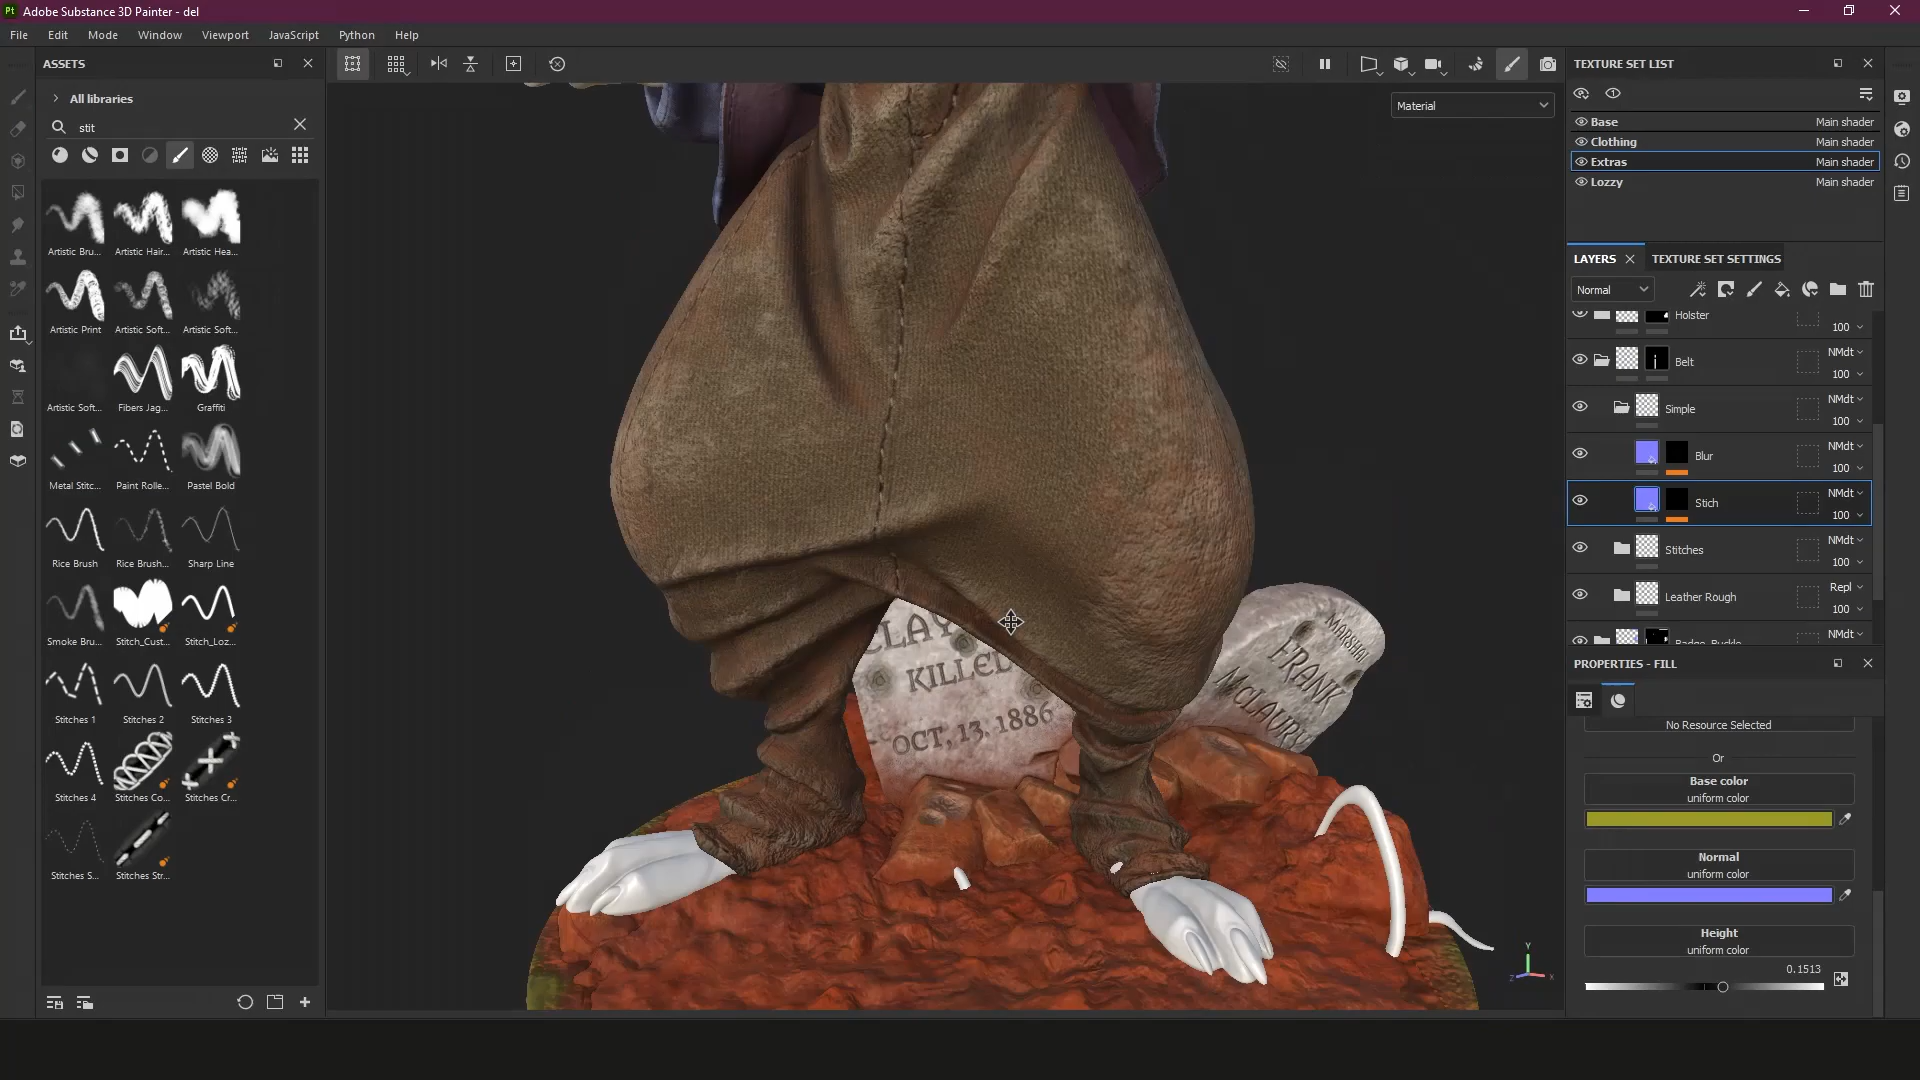 Pt Adobe Substance 3D Painter - del
File Edit Mode Window Viewport JavaScript Python Help
ASSETS
All libraries
stit
Artistic Bru...
Artistic Hair...
Artistic Hea...
Artistic Print
Artistic Soft...
Artistic Soft...
Artistic Soft...
Fibers Jag...
Graffiti
Metal Stitc...
Paint Rolle...
Pastel Bold
Rice Brush
Rice Brush...
Sharp Line
Smoke Bru...
Stitch_Cust...
Stitch_Loz...
Stitches 1
Stitches 2
Stitches 3
Stitches 4
Stitches Co...
Stitches Cr...
Stitches S...
Stitches Str...
Material
KILLED
OCT, 13, 1886
MARSHAL
FRANK
McLAURY
Y
X
Z
TEXTURE SET LIST
Base Main shader
Clothing Main shader
Extras Main shader
Lozzy Main shader
LAYERS TEXTURE SET SETTINGS
Normal
Holster
100
Belt NMdt
100
Simple NMdt
100
Blur NMdt
100
Stich NMdt
100
Stitches NMdt
100
Leather Rough Repl
100
Badge_Buckle NMdt
PROPERTIES - FILL
No Resource Selected
Or
Base color
uniform color
Normal
uniform color
Height
uniform color
0.1513